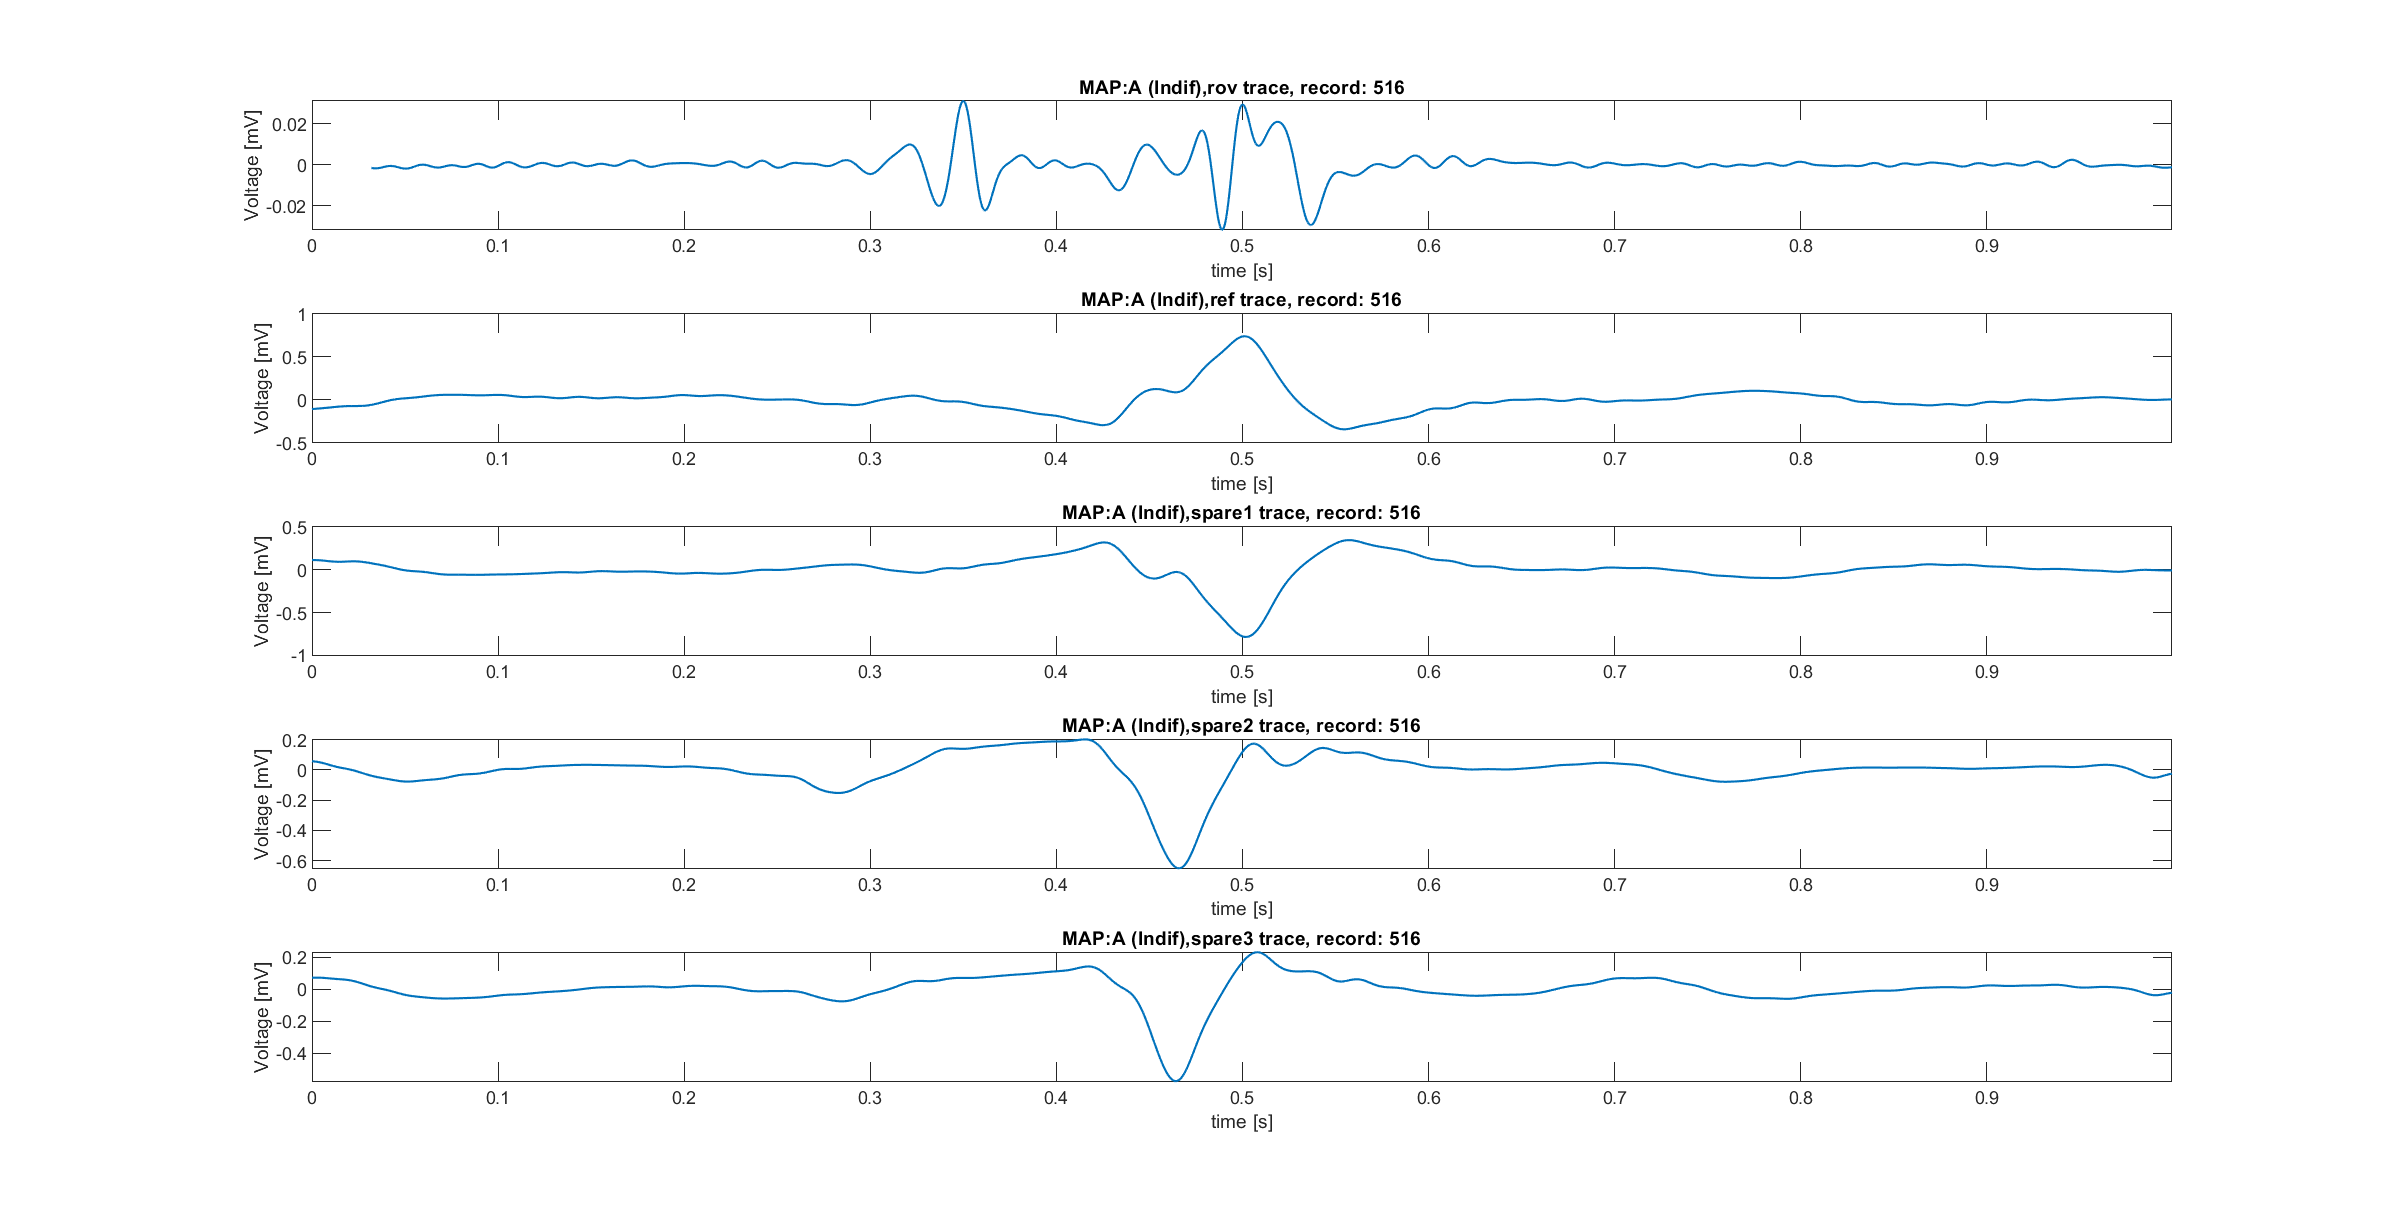 MAP:A (Indif),rov trace, record: 516
Voltage [mV]
0.02
0
-0.02
0 0.1 0.2 0.3 0.4 0.5 0.6 0.7 0.8 0.9
time [s]
MAP:A (Indif),ref trace, record: 516
Voltage [mV]
1
0.5
0
-0.5
0 0.1 0.2 0.3 0.4 0.5 0.6 0.7 0.8 0.9
time [s]
MAP:A (Indif),spare1 trace, record: 516
Voltage [mV]
0.5
0
-0.5
-1
0 0.1 0.2 0.3 0.4 0.5 0.6 0.7 0.8 0.9
time [s]
MAP:A (Indif),spare2 trace, record: 516
Voltage [mV]
0.2
0
-0.2
-0.4
-0.6
0 0.1 0.2 0.3 0.4 0.5 0.6 0.7 0.8 0.9
time [s]
MAP:A (Indif),spare3 trace, record: 516
Voltage [mV]
0.2
0
-0.2
-0.4
0 0.1 0.2 0.3 0.4 0.5 0.6 0.7 0.8 0.9
time [s]